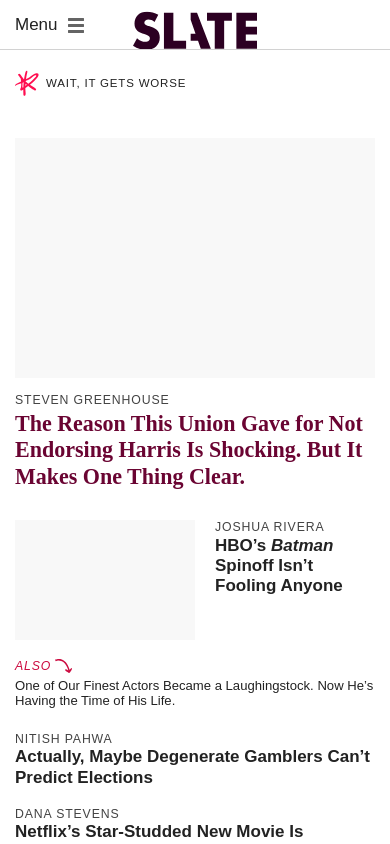 Menu
SLATE
WAIT, IT GETS WORSE
STEVEN GREENHOUSE
The Reason This Union Gave for Not
Endorsing Harris Is Shocking. But It
Makes One Thing Clear.
JOSHUA RIVERA
HBO’s Batman
Spinoff Isn’t
Fooling Anyone
ALSO
One of Our Finest Actors Became a Laughingstock. Now He’s
Having the Time of His Life.
NITISH PAHWA
Actually, Maybe Degenerate Gamblers Can’t
Predict Elections
DANA STEVENS
Netflix’s Star-Studded New Movie Is